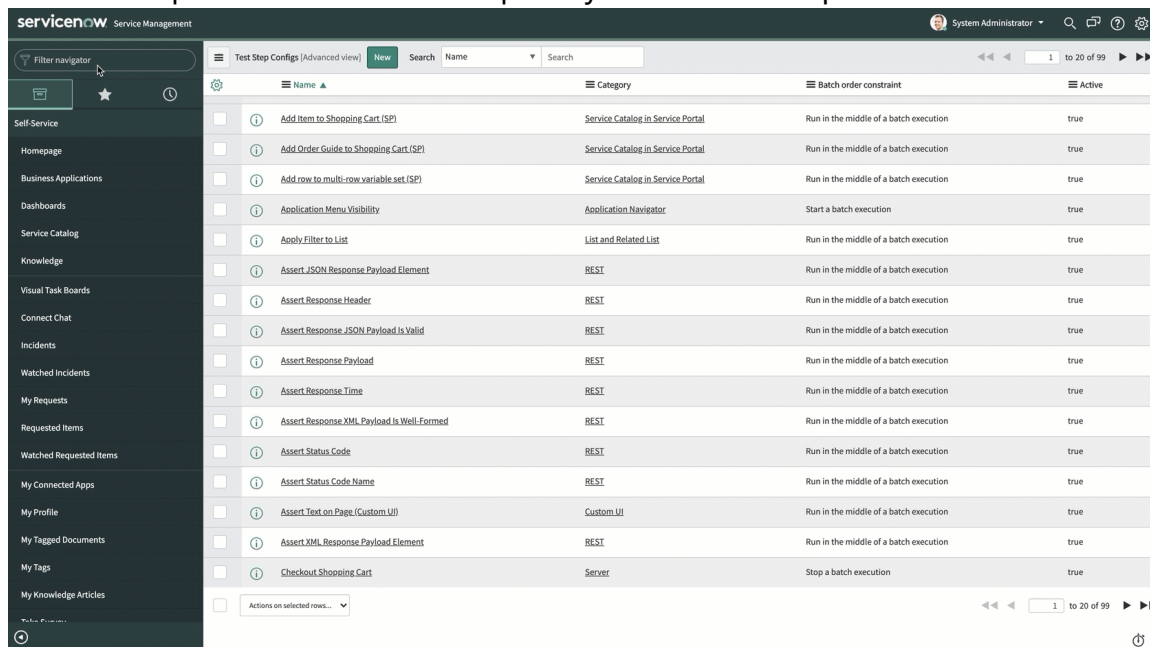 servicenow Service Management
System Administrator
Filter navigator
Test Step Configs [Advanced view] New Search Name Search 1 to 20 of 99
Name Category Batch order constraint Active
Self-Service
Homepage
Business Applications
Dashboards
Service Catalog
Knowledge
Visual Task Boards
Connect Chat
Incidents
Watched Incidents
My Requests
Requested Items
Watched Requested Items
My Connected Apps
My Profile
My Tagged Documents
My Tags
My Knowledge Articles
Add Item to Shopping Cart (SP) Service Catalog in Service Portal Run in the middle of a batch execution true
Add Order Guide to Shopping Cart (SP) Service Catalog in Service Portal Run in the middle of a batch execution true
Add row to multi-row variable set (SP) Service Catalog in Service Portal Run in the middle of a batch execution true
Application Menu Visibility Application Navigator Start a batch execution true
Apply Filter to List List and Related List Run in the middle of a batch execution true
Assert JSON Response Payload Element REST Run in the middle of a batch execution true
Assert Response Header REST Run in the middle of a batch execution true
Assert Response JSON Payload Is Valid REST Run in the middle of a batch execution true
Assert Response Payload REST Run in the middle of a batch execution true
Assert Response Time REST Run in the middle of a batch execution true
Assert Response XML Payload Is Well-Formed REST Run in the middle of a batch execution true
Assert Status Code REST Run in the middle of a batch execution true
Assert Status Code Name REST Run in the middle of a batch execution true
Assert Text on Page (Custom UI) Custom UI Run in the middle of a batch execution true
Assert XML Response Payload Element REST Run in the middle of a batch execution true
Checkout Shopping Cart Server Stop a batch execution true
Actions on selected rows... 1 to 20 of 99